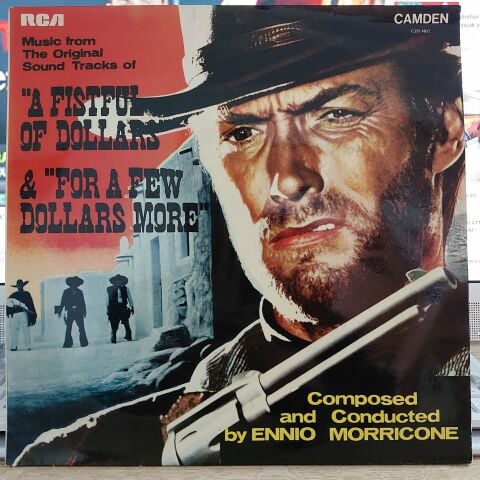 RCA
CAMDEN
Music from
The Original
Sound Tracks of
"A FISTFUL
OF DOLLARS"
& "FOR A FEW
DOLLARS MORE"
Composed
and Conducted
by ENNIO MORRICONE